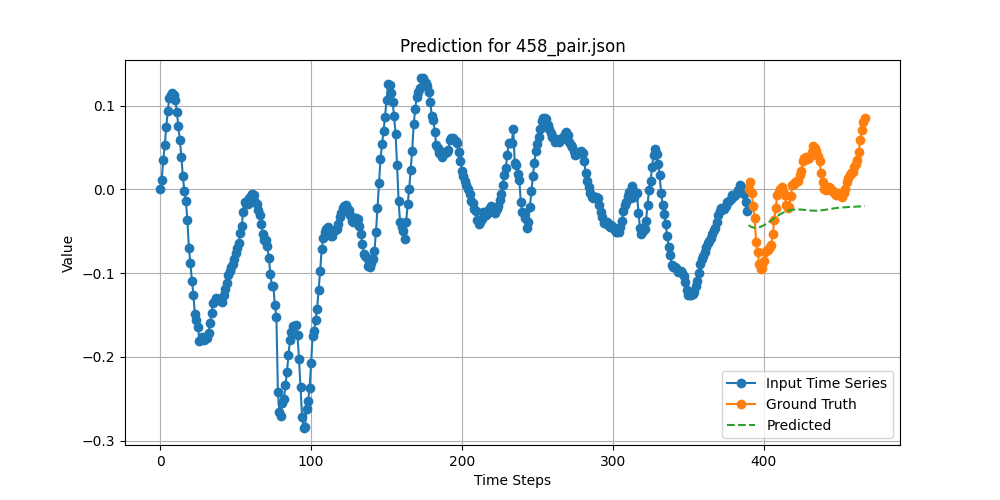 Prediction for 458_pair.json
Value
0.1
0.0
−0.1
−0.2
−0.3
0
100
200
300
400
Time Steps
Input Time Series
Ground Truth
Predicted